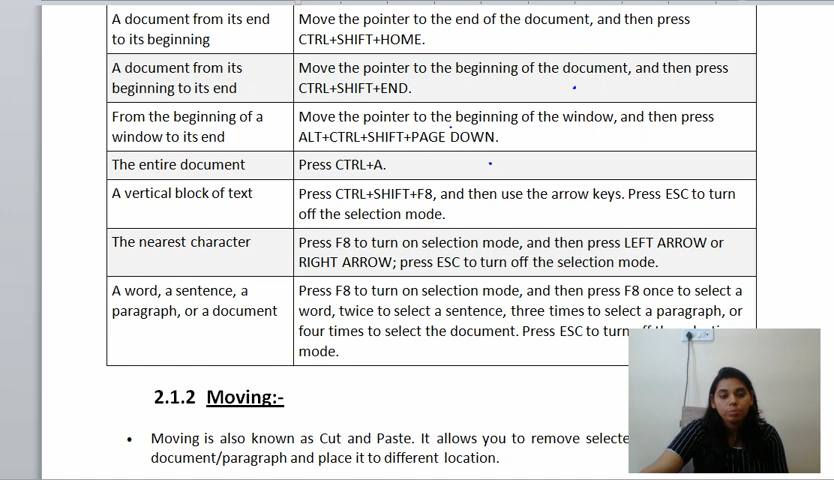 A document from its end
to its beginning
Move the pointer to the end of the document, and then press
CTRL+SHIFT+HOME.
A document from its
beginning to its end
Move the pointer to the beginning of the document, and then press
CTRL+SHIFT+END.
From the beginning of a
window to its end
Move the pointer to the beginning of the window, and then press
ALT+CTRL+SHIFT+PAGE DOWN.
The entire document
Press CTRL+A.
A vertical block of text
Press CTRL+SHIFT+F8, and then use the arrow keys. Press ESC to turn
off the selection mode.
The nearest character
Press F8 to turn on selection mode, and then press LEFT ARROW or
RIGHT ARROW; press ESC to turn off the selection mode.
A word, a sentence, a
paragraph, or a document
Press F8 to turn on selection mode, and then press F8 once to select a
word, twice to select a sentence, three times to select a paragraph, or
four times to select the document. Press ESC to turn
mode.
2.1.2 Moving:-
• Moving is also known as Cut and Paste. It allows you to remove selecte
document/paragraph and place it to different location.